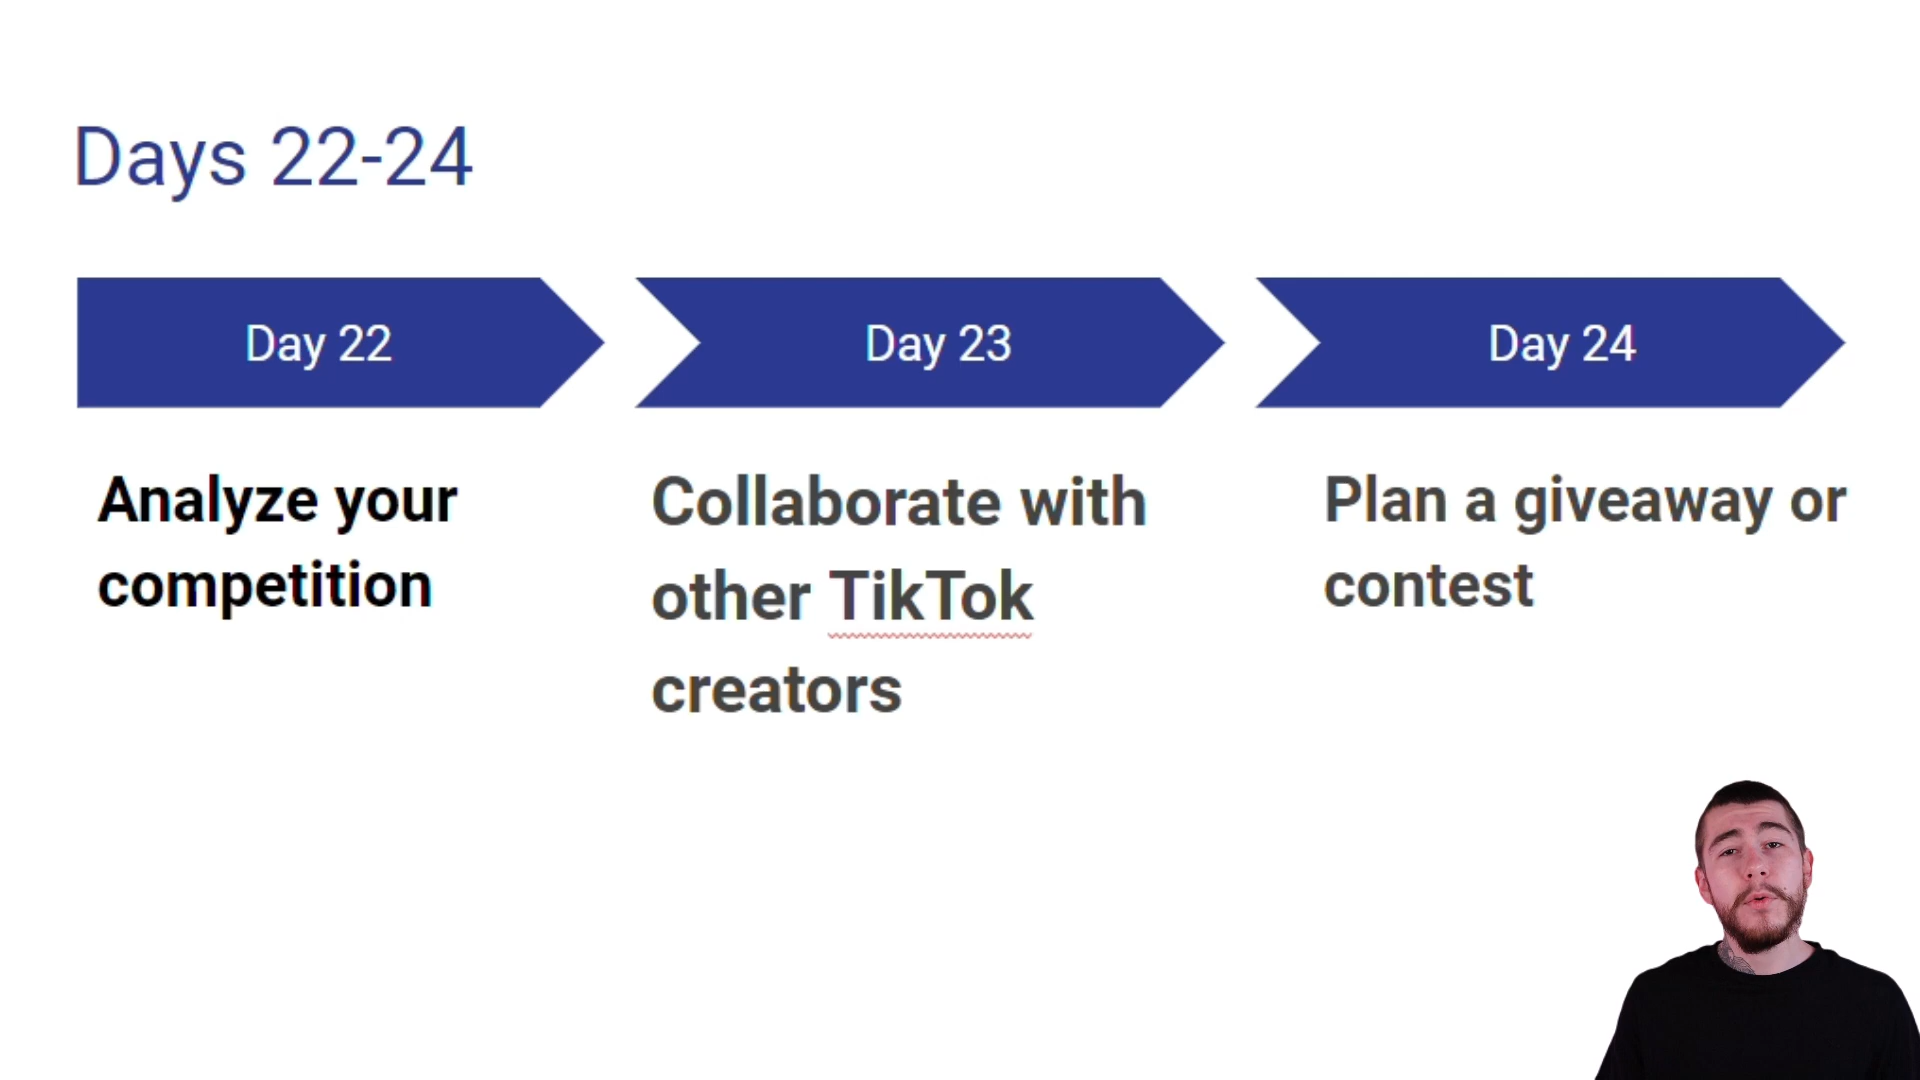 Days 22-24
Day 22
Day 23
Day 24
Analyze your
competition
Collaborate with
other TikTok
creators
Plan a giveaway or
contest